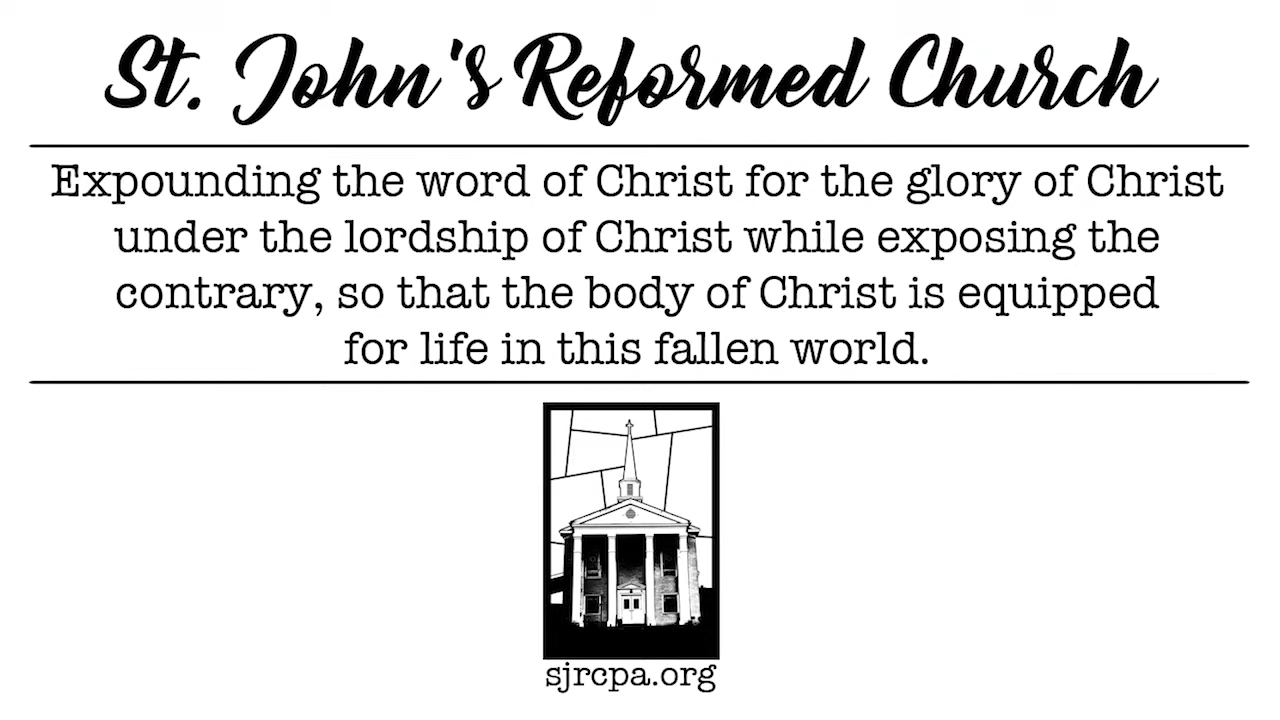 St. John's Reformed Church
Expounding the word of Christ for the glory of Christ
under the lordship of Christ while exposing the
contrary, so that the body of Christ is equipped
for life in this fallen world.
sjrcpa.org